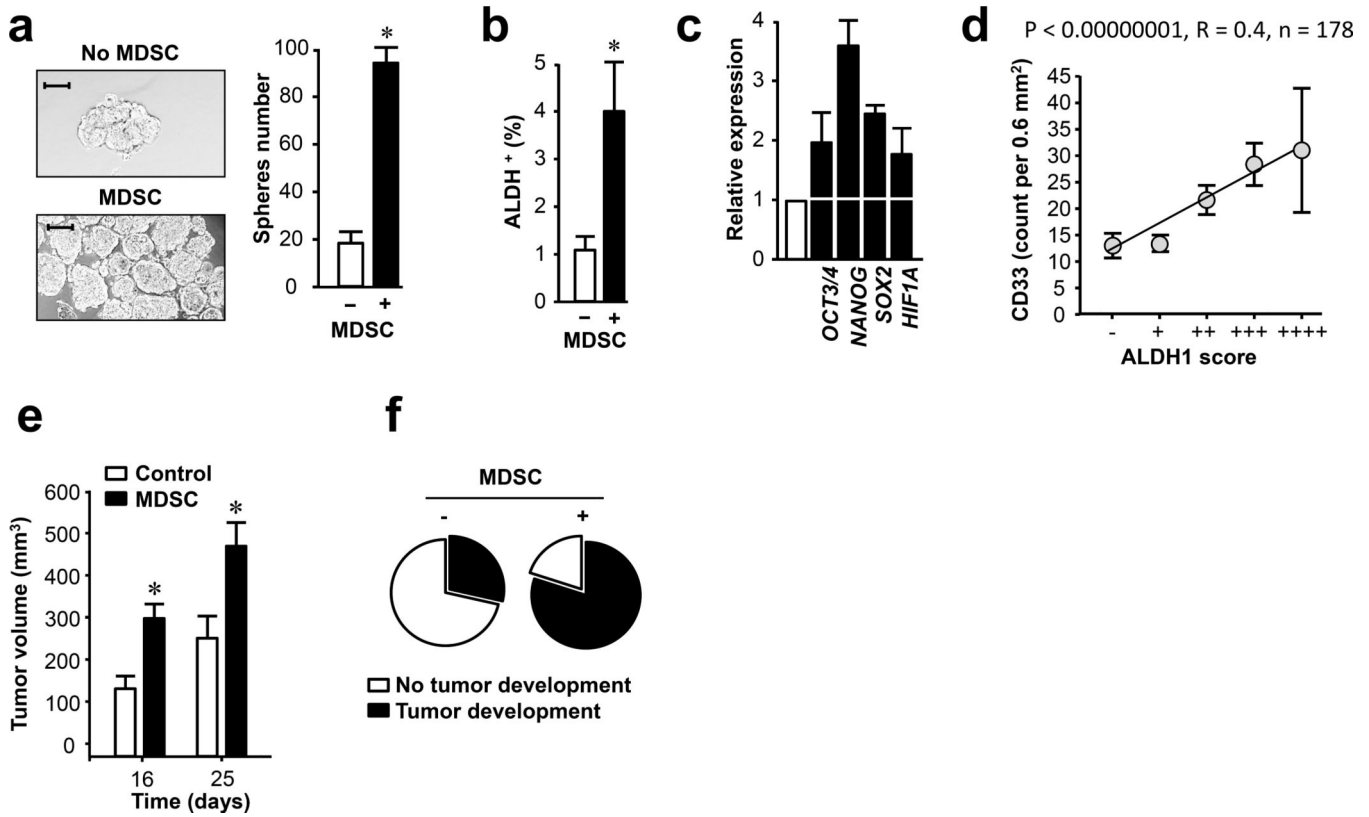 a
No MDSC
MDSC
Spheres number
100
80
60
40
20
0
*
– +
MDSC
b
ALDH + (%)
6
5
4
3
2
1
0
*
– +
MDSC
c
Relative expression
4
3
2
1
0
OCT3/4
NANOG
SOX2
HIF1A
d
P < 0.00000001, R = 0.4, n = 178
CD33 (count per 0.6 mm²)
45
40
35
30
25
20
15
10
5
0
- + ++ +++ ++++
ALDH1 score
e
Control
MDSC
Tumor volume (mm³)
600
500
400
300
200
100
0
*
*
16 25
Time (days)
f
MDSC
- +
No tumor development
Tumor development